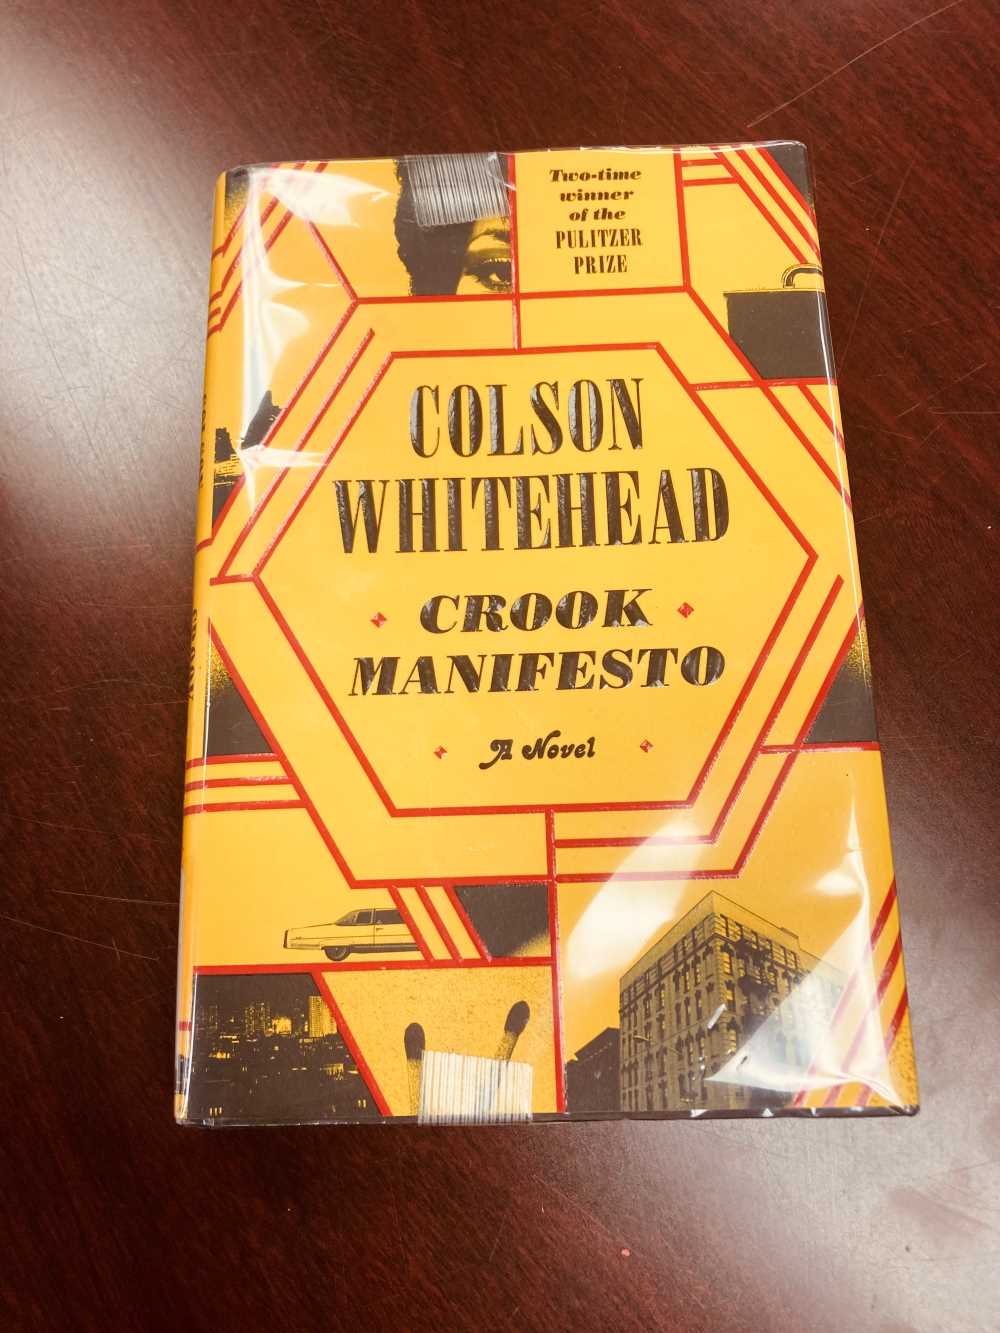 Two-time
winner
of the
PULITZER
PRIZE
COLSON
WHITEHEAD
CROOK
MANIFESTO
A Novel